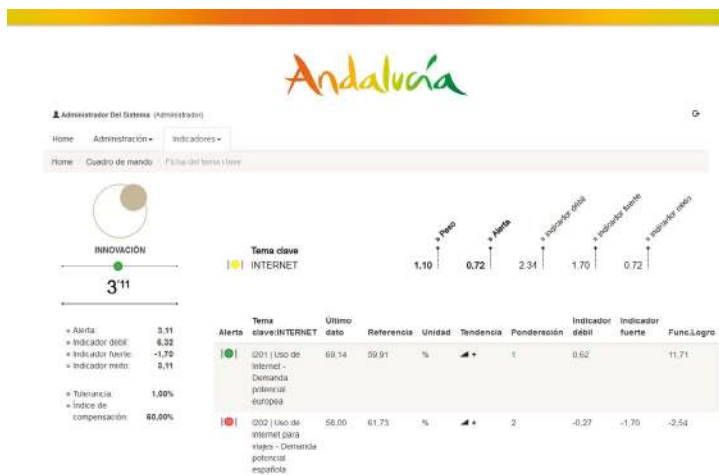 Andalucía
Administrador Del Sistema (Administrador)
Home Administración Indicadores
Home Cuadro de mando Ficha del tema clave
» Peso » Alerta » Indicador débil » Indicador fuerte » Indicador mixto
INNOVACIÓN
Tema clave
INTERNET 1.10 0.72 2.34 1.70 0.72
3'11
» Alerta: 3,11
» Indicador débil: 6,32
» Indicador fuerte: -1,70
» Indicador mixto: 3,11
» Tolerancia: 1,00%
» Índice de
compensación: 60,00%
Alerta Tema clave:INTERNET Último dato Referencia Unidad Tendencia Ponderación Indicador débil Indicador fuerte Func.Logro
I201 | Uso de 69,14 59,91 % + 1 0,62 11,71
Internet -
Demanda
potencial
europea
I202 | Uso de 58,00 61,73 % + 2 -0,27 -1,70 -2,54
Internet para
viajes - Demanda
potencial
española